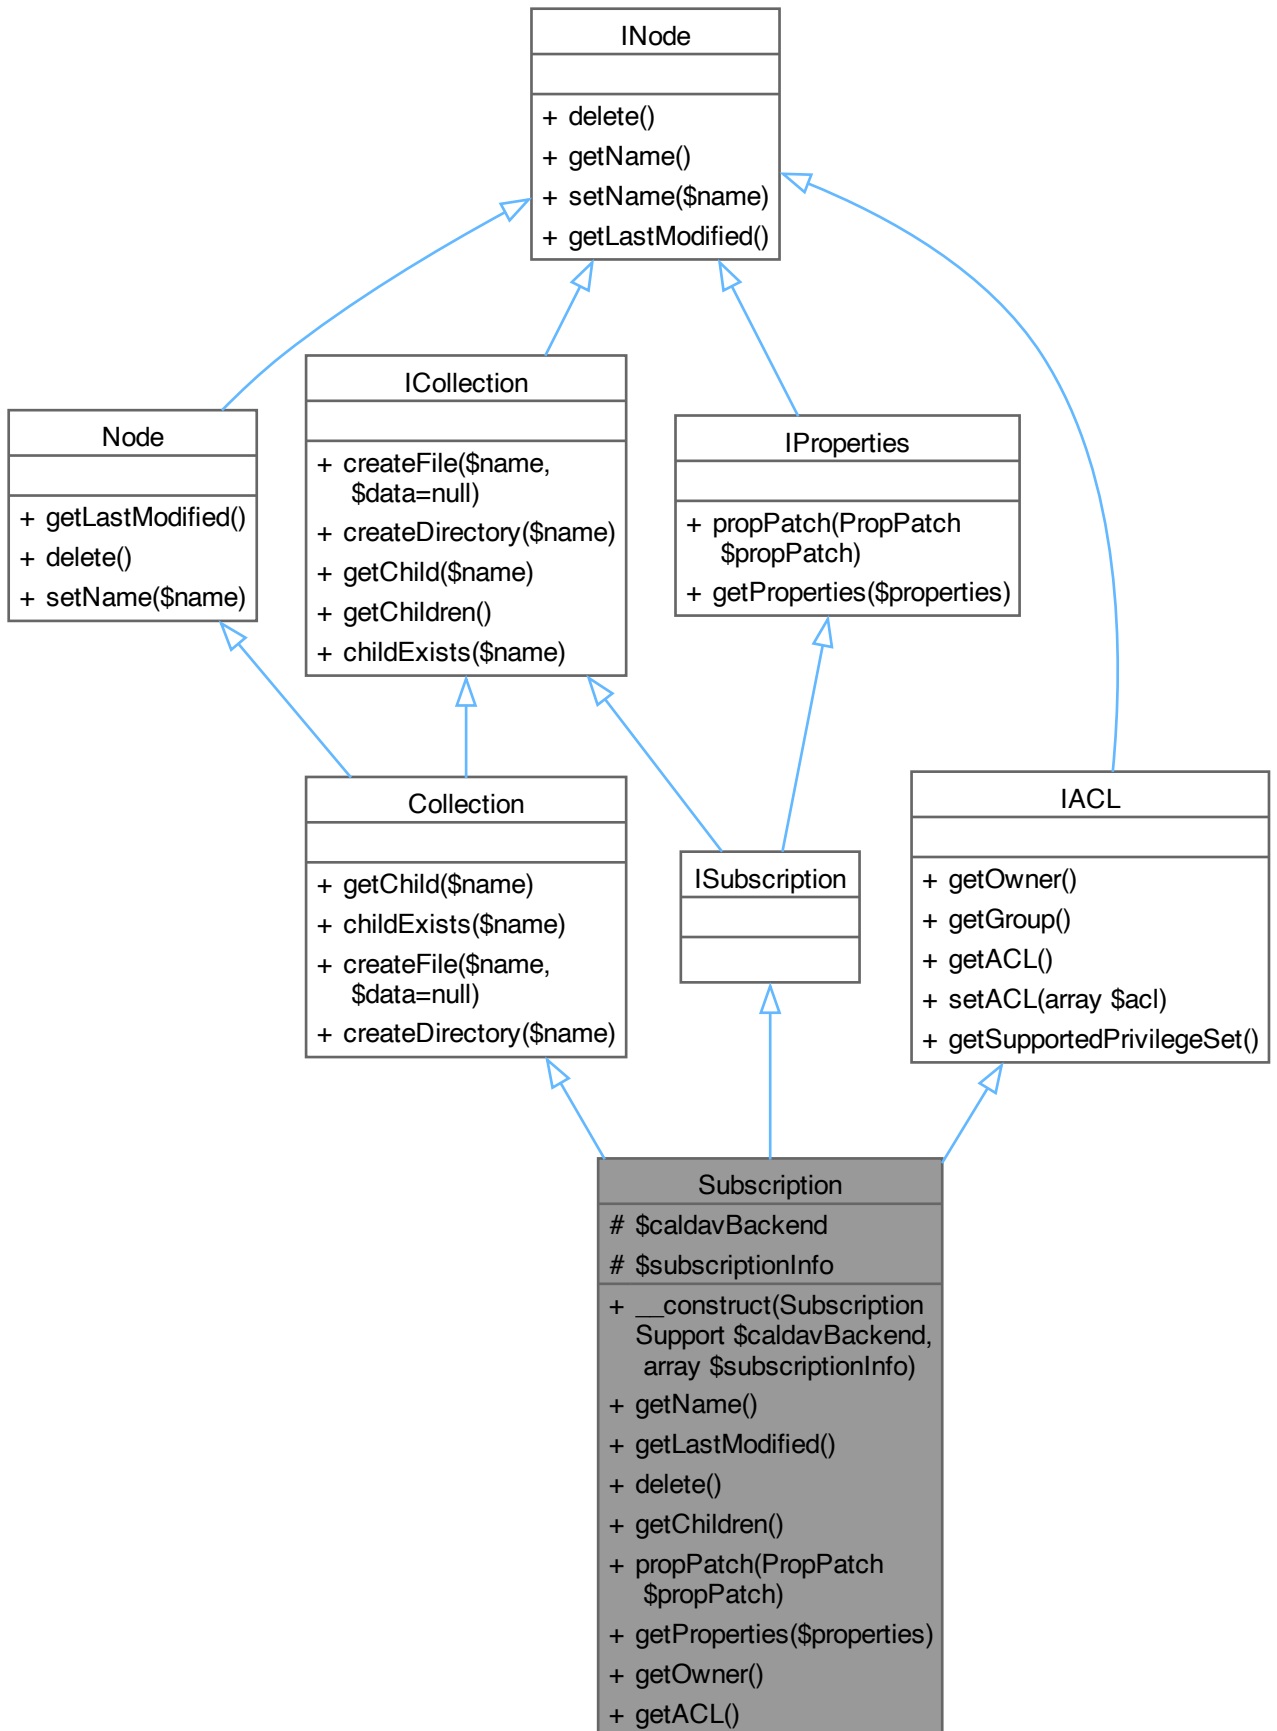 INode
+ delete()
+ getName()
+ setName($name)
+ getLastModified()
Node
+ getLastModified()
+ delete()
+ setName($name)
ICollection
+ createFile($name,
$data=null)
+ createDirectory($name)
+ getChild($name)
+ getChildren()
+ childExists($name)
IProperties
+ propPatch(PropPatch
$propPatch)
+ getProperties($properties)
Collection
+ getChild($name)
+ childExists($name)
+ createFile($name,
$data=null)
+ createDirectory($name)
ISubscription
IACL
+ getOwner()
+ getGroup()
+ getACL()
+ setACL(array $acl)
+ getSupportedPrivilegeSet()
Subscription
# $caldavBackend
# $subscriptionInfo
+ __construct(Subscription
Support $caldavBackend,
array $subscriptionInfo)
+ getName()
+ getLastModified()
+ delete()
+ getChildren()
+ propPatch(PropPatch
$propPatch)
+ getProperties($properties)
+ getOwner()
+ getACL()